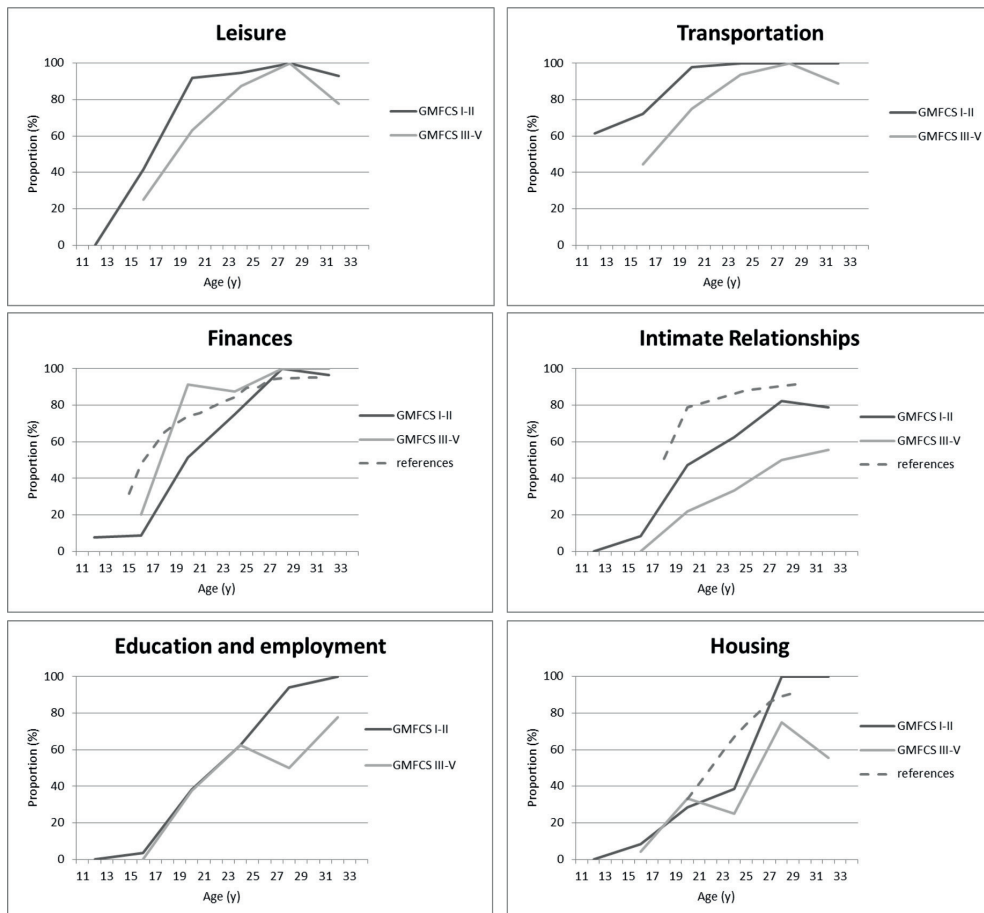 Leisure
Proportion (%)
100
80
60
40
20
0
11 13 15 17 19 21 23 25 27 29 31 33
Age (y)
GMFCS I-II
GMFCS III-V
Transportation
Proportion (%)
100
80
60
40
20
0
11 13 15 17 19 21 23 25 27 29 31 33
Age (y)
GMFCS I-II
GMFCS III-V
Finances
Proportion (%)
100
80
60
40
20
0
11 13 15 17 19 21 23 25 27 29 31 33
Age (y)
GMFCS I-II
GMFCS III-V
references
Intimate Relationships
Proportion (%)
100
80
60
40
20
0
11 13 15 17 19 21 23 25 27 29 31 33
Age (y)
GMFCS I-II
GMFCS III-V
references
Education and employment
Proportion (%)
100
80
60
40
20
0
11 13 15 17 19 21 23 25 27 29 31 33
Age (y)
GMFCS I-II
GMFCS III-V
Housing
Proportion (%)
100
80
60
40
20
0
11 13 15 17 19 21 23 25 27 29 31 33
Age (y)
GMFCS I-II
GMFCS III-V
references